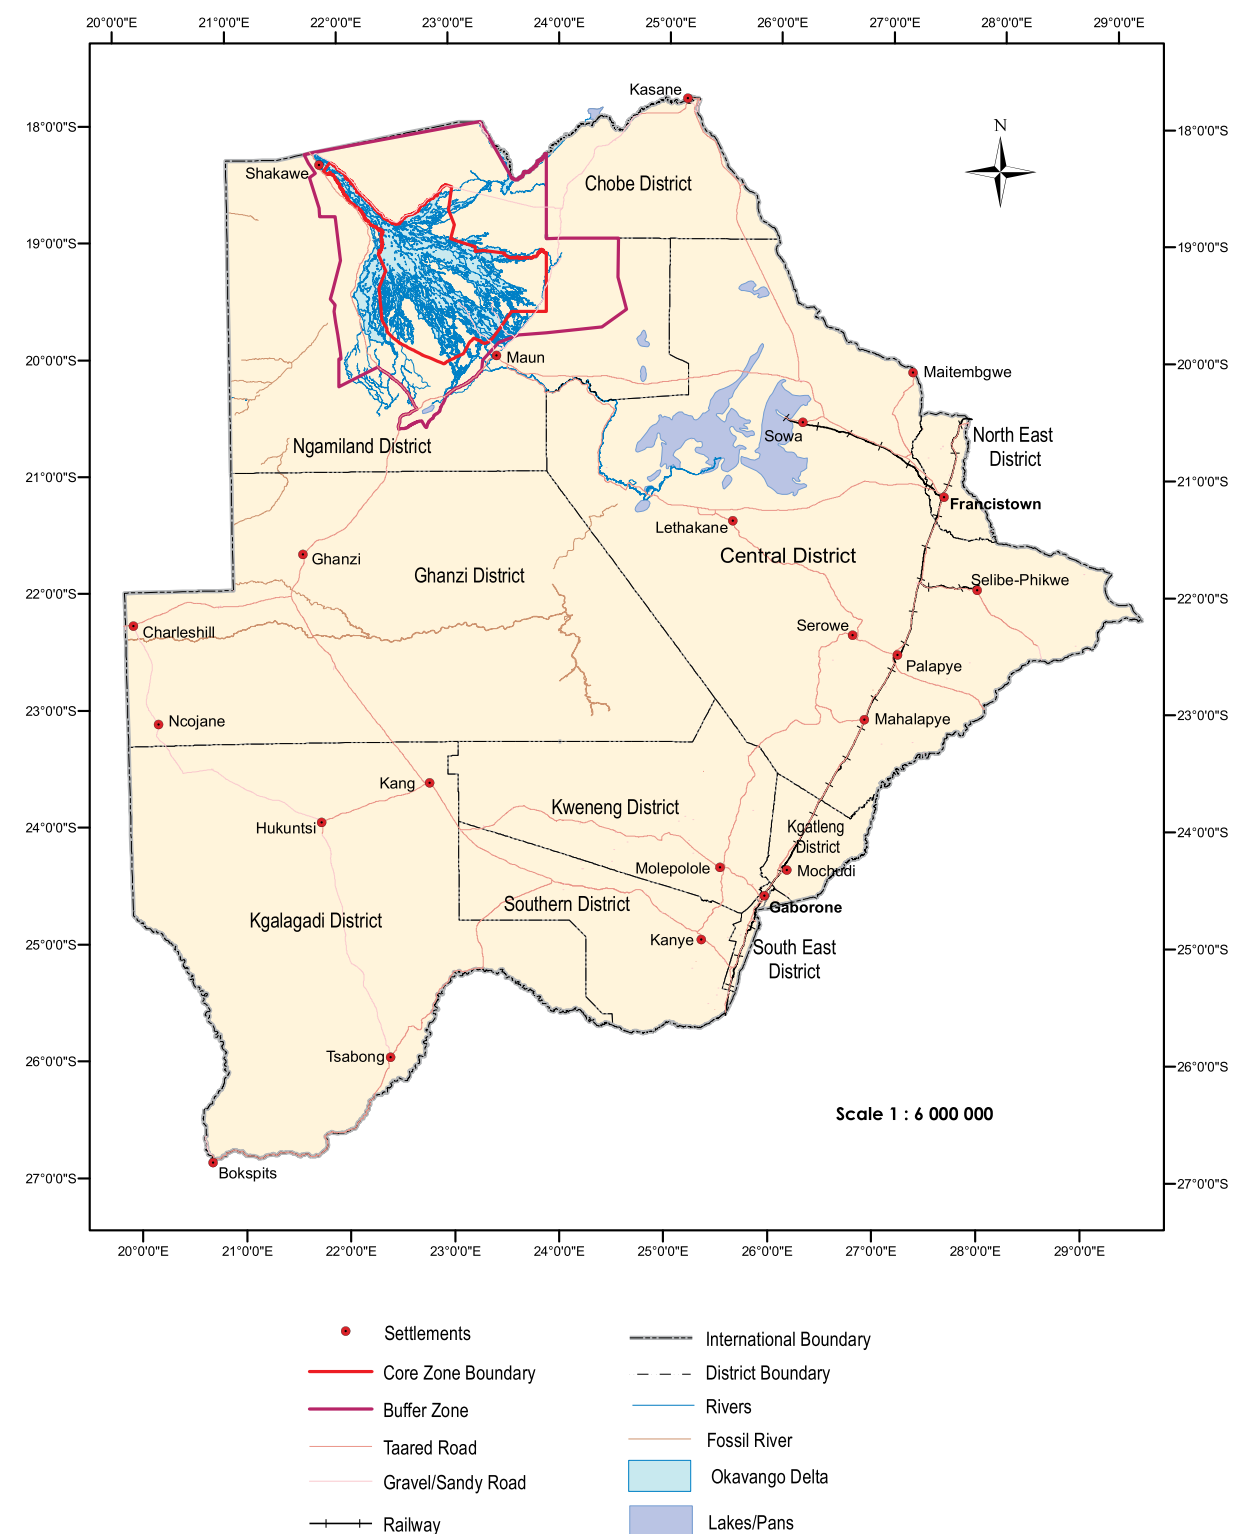 20°0'0"E 21°0'0"E 22°0'0"E 23°0'0"E 24°0'0"E 25°0'0"E 26°0'0"E 27°0'0"E 28°0'0"E 29°0'0"E
Kasane
18°0'0"S
18°0'0"S
N
Shakawe
Chobe District
19°0'0"S
19°0'0"S
20°0'0"S
Maun
20°0'0"S
Maitembgwe
Sowa
North East
District
Ngamiland District
21°0'0"S
21°0'0"S
Francistown
Lethakane
Central District
Ghanzi
Ghanzi District
Selibe-Phikwe
22°0'0"S
22°0'0"S
Charleshill
Serowe
Palapye
23°0'0"S
Ncojane
Mahalapye
23°0'0"S
Kang
Kweneng District
24°0'0"S
Hukuntsi
Kgatleng
District
24°0'0"S
Molepolole
Mochudi
Southern District
Gaborone
Kgalagadi District
25°0'0"S
Kanye
South East
District
25°0'0"S
26°0'0"S
Tsabong
26°0'0"S
Scale 1 : 6 000 000
27°0'0"S
Bokspits
27°0'0"S
20°0'0"E 21°0'0"E 22°0'0"E 23°0'0"E 24°0'0"E 25°0'0"E 26°0'0"E 27°0'0"E 28°0'0"E 29°0'0"E
Settlements
Core Zone Boundary
Buffer Zone
Taared Road
Gravel/Sandy Road
Railway
International Boundary
District Boundary
Rivers
Fossil River
Okavango Delta
Lakes/Pans